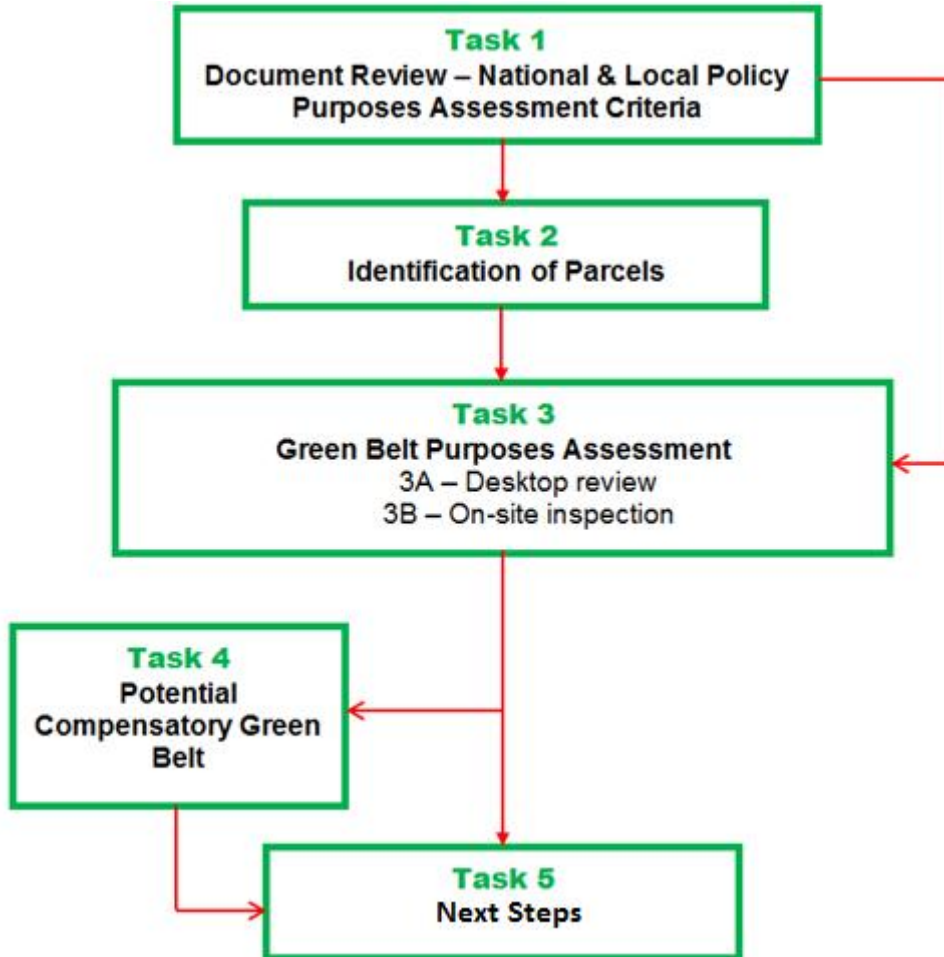 Task 1
Document Review – National & Local Policy
Purposes Assessment Criteria
Task 2
Identification of Parcels
Task 3
Green Belt Purposes Assessment
3A – Desktop review
3B – On-site inspection
Task 4
Potential
Compensatory Green
Belt
Task 5
Next Steps